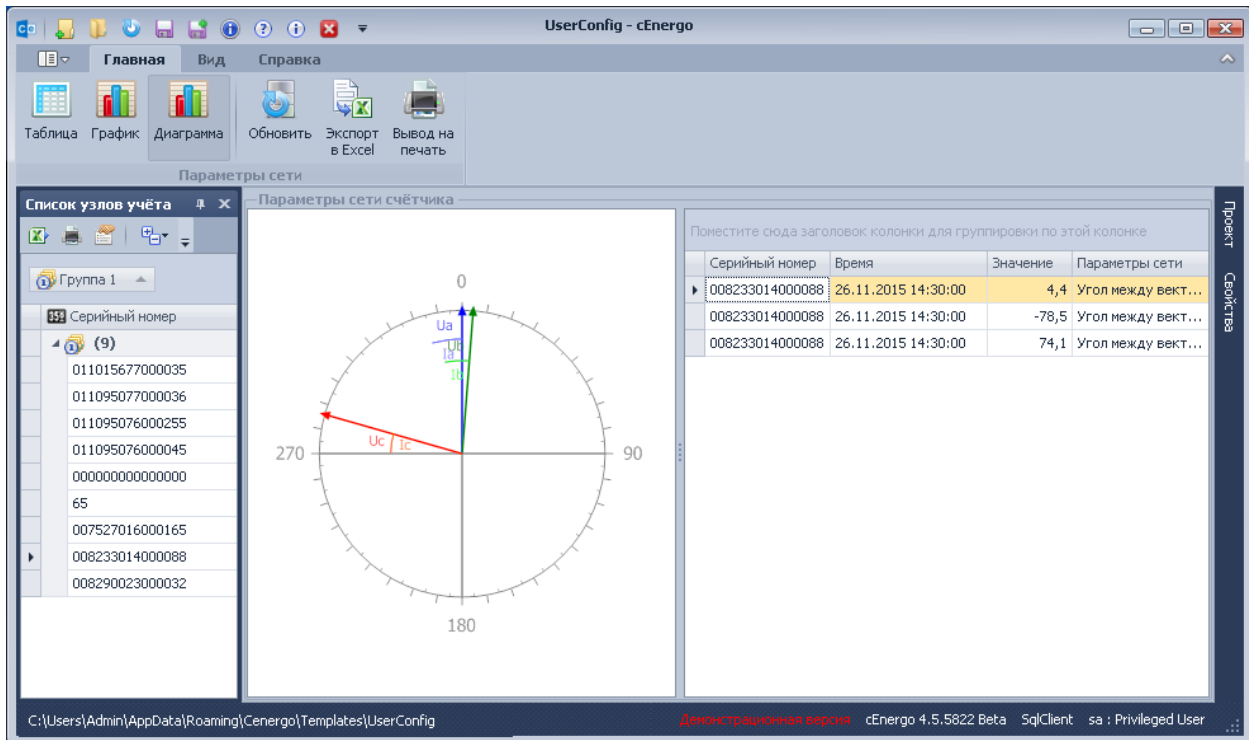 UserConfig - cEnergo
Главная Вид Справка
Таблица График Диаграмма Обновить Экспорт в Excel Вывод на печать
Параметры сети
Список узлов учёта
Группа 1
Серийный номер
(9)
011015677000035
011095077000036
011095076000255
011095076000045
000000000000000
65
007527016000165
008233014000088
008290023000032
Параметры сети счётчика
0
Ua
Ub
Ia
Ib
Uc Ic
270 90
180
Поместите сюда заголовок колонки для группировки по этой колонке
Серийный номер Время Значение Параметры сети
008233014000088 26.11.2015 14:30:00 4,4 Угол между вект...
008233014000088 26.11.2015 14:30:00 -78,5 Угол между вект...
008233014000088 26.11.2015 14:30:00 74,1 Угол между вект...
Проект
Свойства
C:\Users\Admin\AppData\Roaming\Cenergo\Templates\UserConfig Демонстрационная версия cEnergo 4.5.5822 Beta SqlClient sa : Privileged User